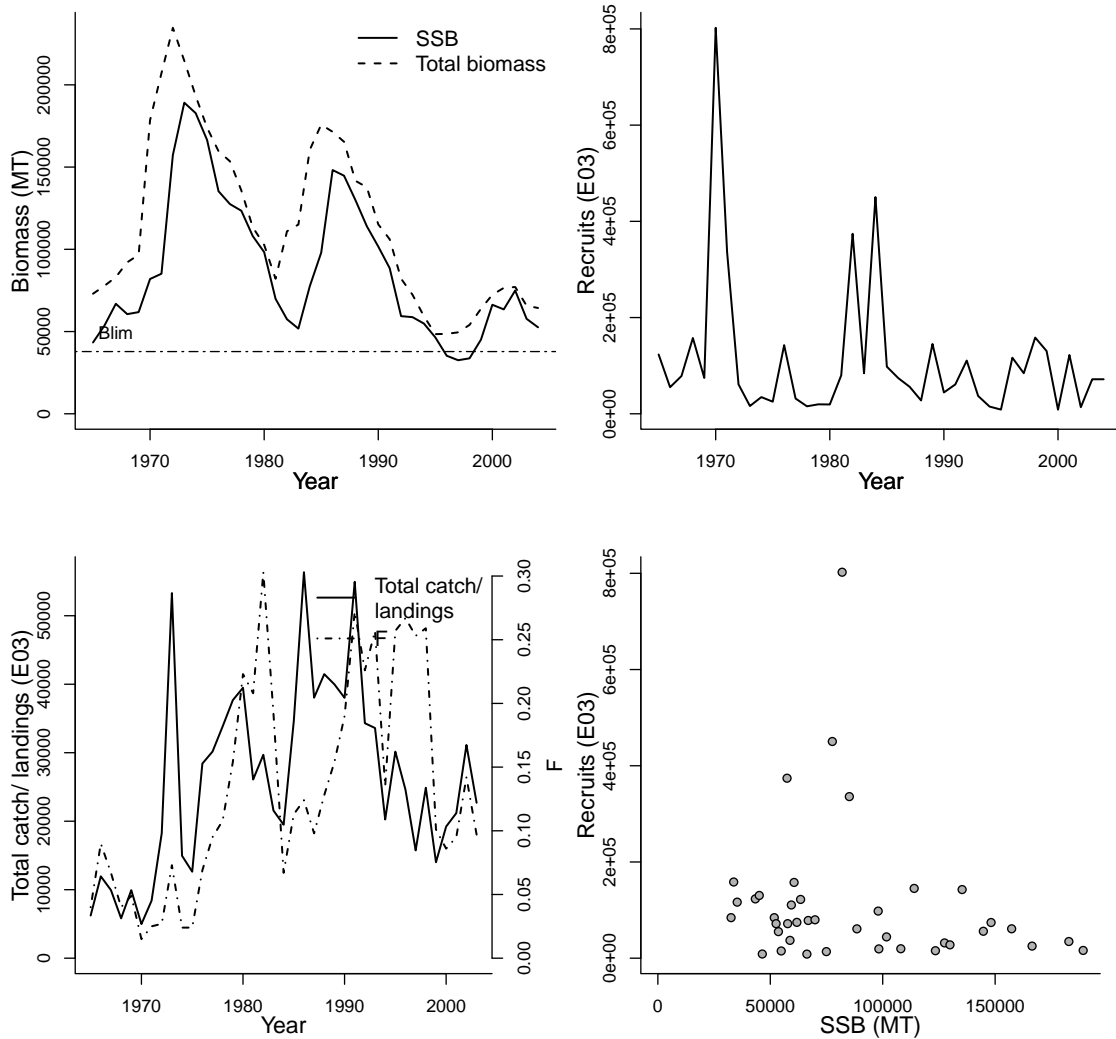 SSB
Total biomass
Biomass (MT)
200000
150000
100000
50000
0
Blim
1970 1980 1990 2000
Year
Recruits (E03)
8e+05
6e+05
4e+05
2e+05
0e+00
1970 1980 1990 2000
Year
Total catch/ landings (E03)
50000
40000
30000
20000
10000
0
Total catch/
landings
F
0.30
0.25
0.20
0.15
0.10
0.05
0.00
F
1970 1980 1990 2000
Year
Recruits (E03)
8e+05
6e+05
4e+05
2e+05
0e+00
0 50000 100000 150000
SSB (MT)